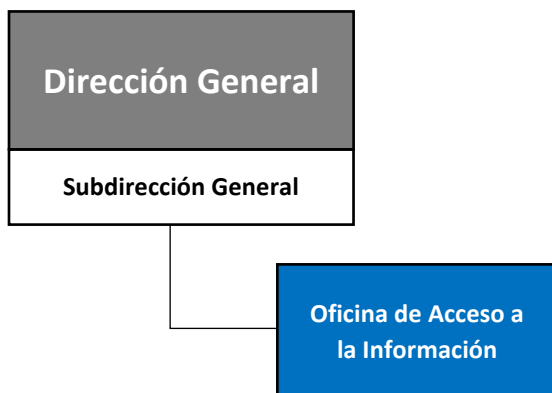 Dirección General
Subdirección General
Oficina de Acceso a
la Información